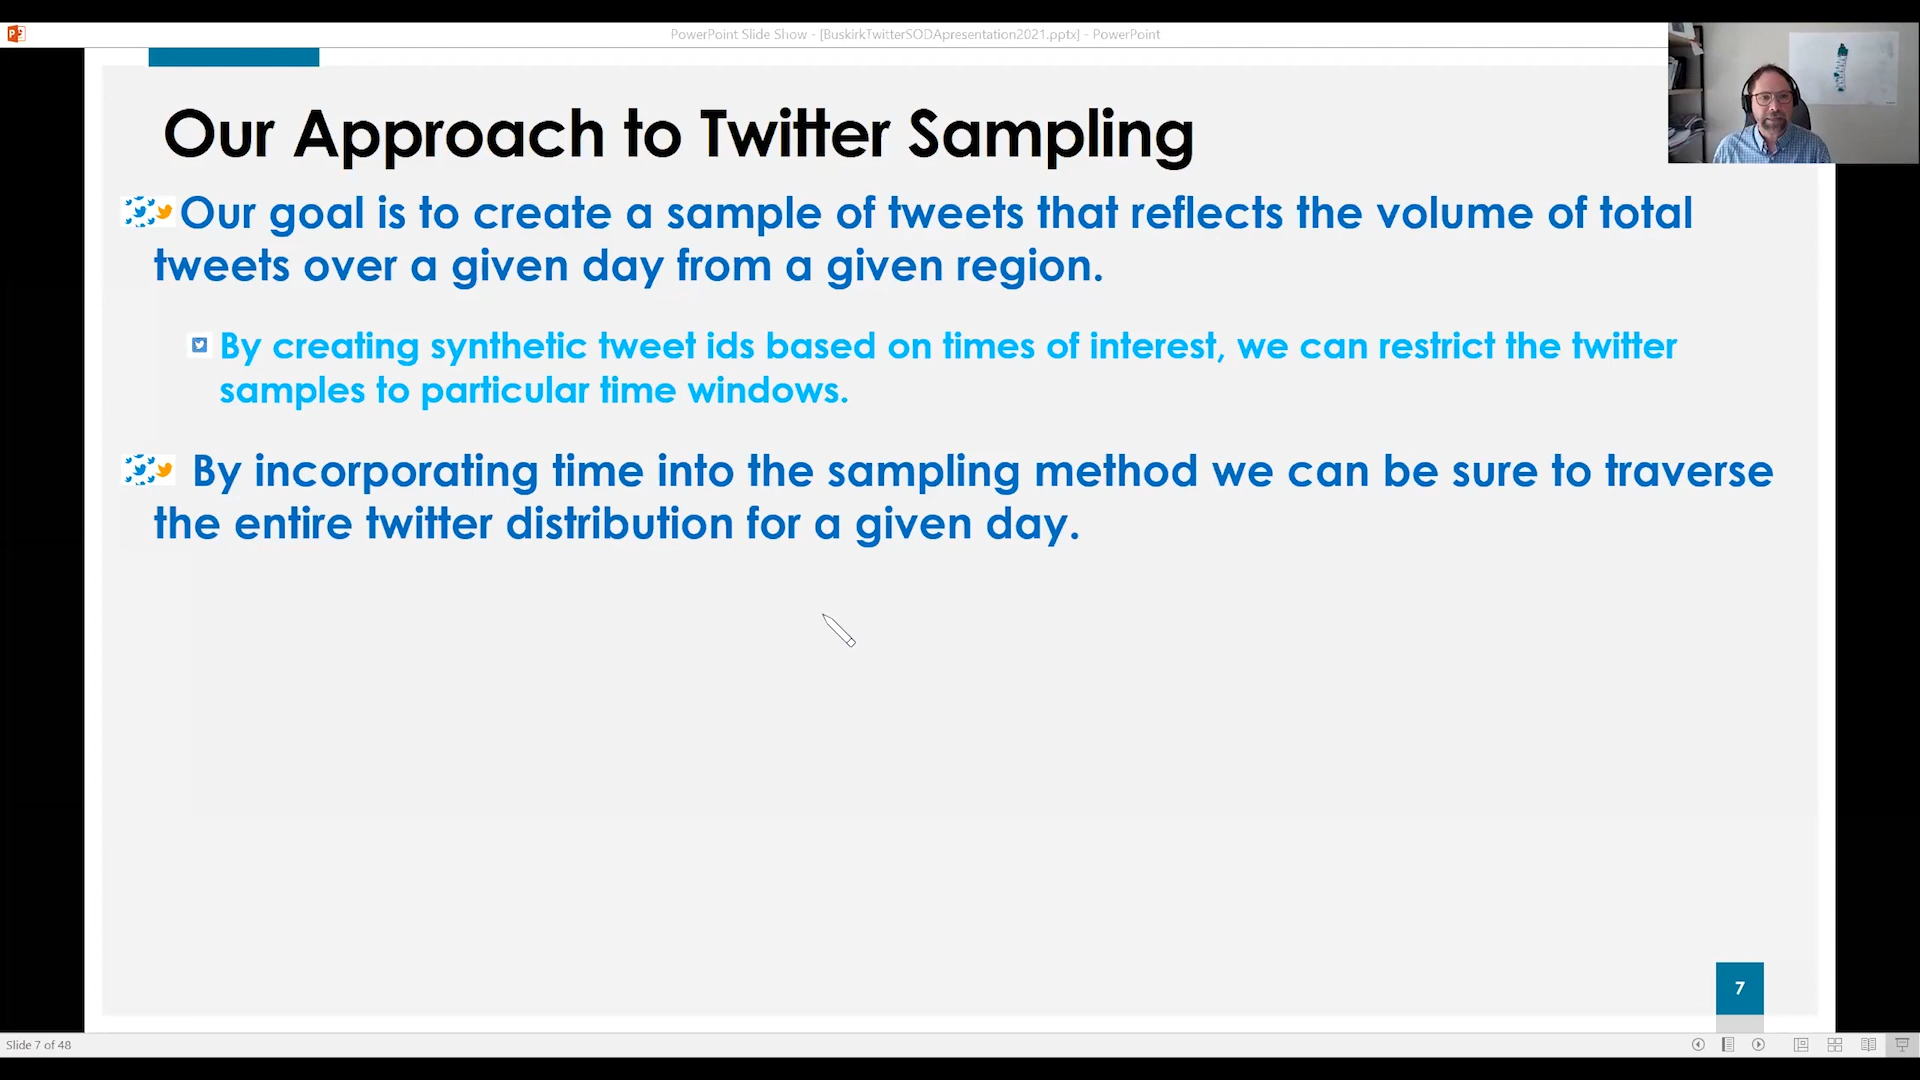 PowerPoint Slide Show - [BuskirkTwitterSODApresentation2021.pptx] - PowerPoint
Our Approach to Twitter Sampling
Our goal is to create a sample of tweets that reflects the volume of total
tweets over a given day from a given region.
By creating synthetic tweet ids based on times of interest, we can restrict the twitter
samples to particular time windows.
By incorporating time into the sampling method we can be sure to traverse
the entire twitter distribution for a given day.
7
Slide 7 of 48